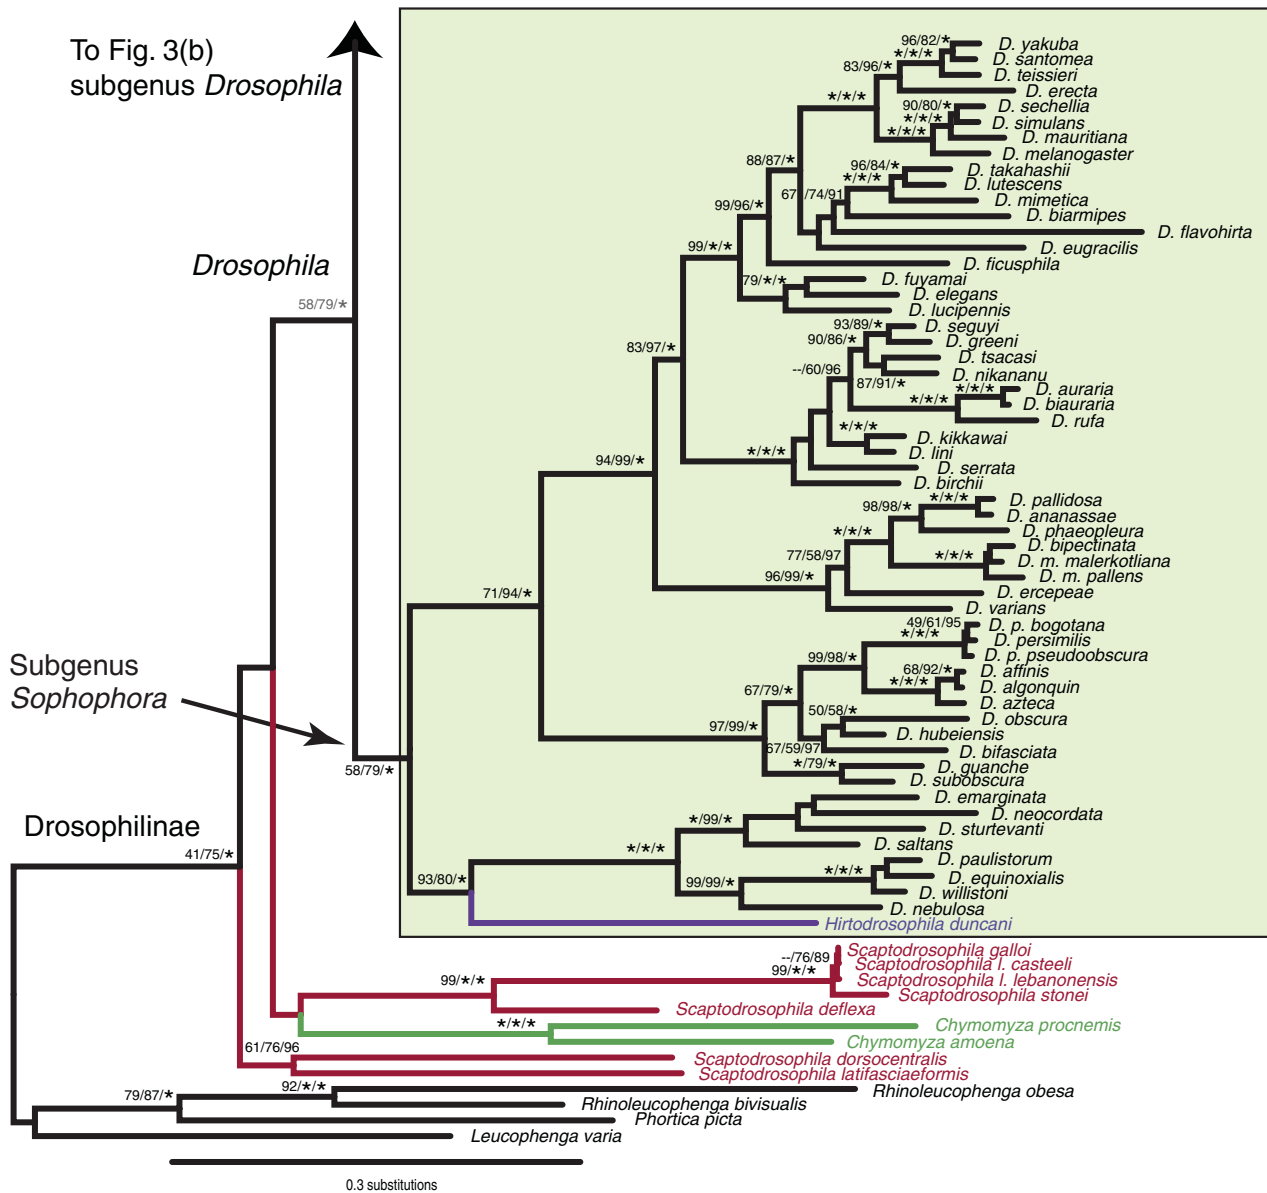 To Fig. 3(b)
subgenus Drosophila
96/82/*
D. yakuba
*/*/*
D. santomea
83/96/*
D. teissieri
D. erecta
*/*/*
90/80/*
D. sechellia
*/*/*
D. simulans
*/*/*
D. mauritiana
D. melanogaster
88/87/*
96/84/*
D. takahashii
*/*/*
D. lutescens
67/74/91
D. mimetica
99/96/*
D. biarmipes
D. flavohirta
99/*/*
D. eugracilis
D. ficusphila
Drosophila
79/*/*
D. fuyamai
D. elegans
58/79/*
D. lucipennis
93/89/*
D. seguyi
90/86/*
D. greeni
83/97/*
D. tsacasi
--/60/96
D. nikananu
87/91/*
*/*/*
D. auraria
*/*/*
D. biauraria
D. rufa
*/*/*
D. kikkawai
*/*/*
D. lini
94/99/*
D. serrata
D. birchii
*/*/*
D. pallidosa
98/98/*
D. ananassae
*/*/*
D. phaeopleura
77/58/97
*/*/*
D. bipectinata
D. m. malerkotliana
96/99/*
D. m. pallens
71/94/*
D. ercepeae
D. varians
49/61/95
D. p. bogotana
*/*/*
D. persimilis
99/98/*
D. p. pseudoobscura
Subgenus
Sophophora
68/92/*
D. affinis
*/*/*
D. algonquin
67/79/*
D. azteca
50/58/*
D. obscura
97/99/*
D. hubeiensis
67/59/97
D. bifasciata
58/79/*
*/79/*
D. guanche
D. subobscura
D. emarginata
*/99/*
D. neocordata
Drosophilinae
D. sturtevanti
*/*/*
D. saltans
41/75/*
*/*/*
D. paulistorum
93/80/*
99/99/*
D. equinoxialis
D. willistoni
D. nebulosa
Hirtodrosophila duncani
--/76/89
Scaptodrosophila galloi
99/*/*
Scaptodrosophila l. casteeli
99/*/*
Scaptodrosophila l. lebanonensis
Scaptodrosophila stonei
Scaptodrosophila deflexa
*/*/*
Chymomyza procnemis
Chymomyza amoena
61/76/96
Scaptodrosophila dorsocentralis
Scaptodrosophila latifasciaeformis
79/87/*
92/*/*
Rhinoleucophenga obesa
Rhinoleucophenga bivisualis
Phortica picta
Leucophenga varia
0.3 substitutions